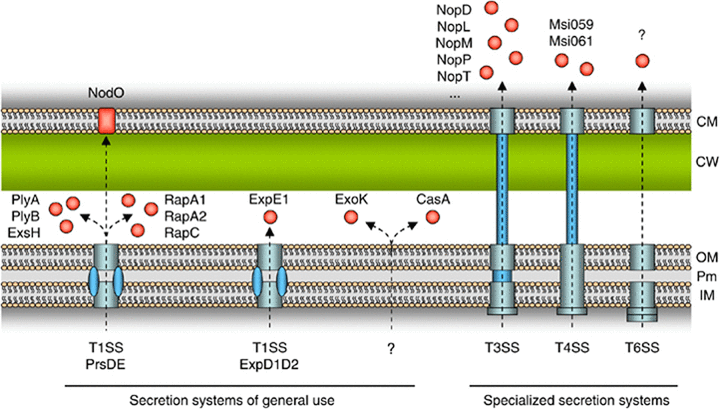 NopD
NopL
NopM
NopP
NopT
...
Msi059
Msi061
?
NodO
CM
CW
PlyA
PlyB
ExsH
RapA1
RapA2
RapC
ExpE1
ExoK
CasA
OM
Pm
IM
T1SS
PrsDE
T1SS
ExpD1D2
?
T3SS
T4SS
T6SS
Secretion systems of general use
Specialized secretion systems